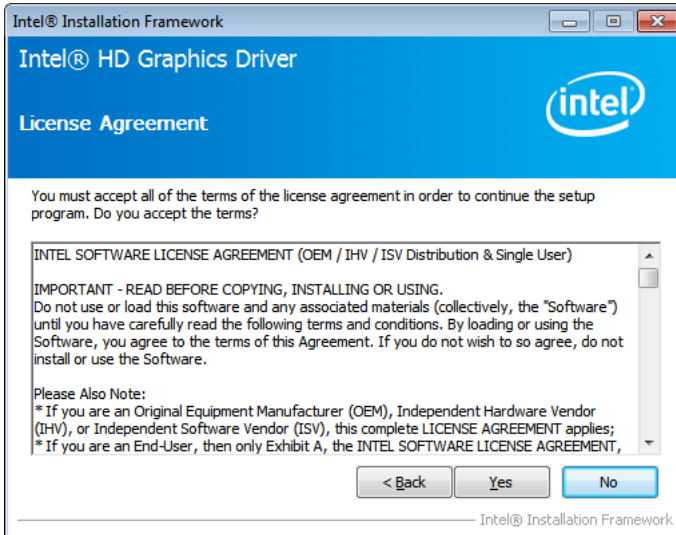 Intel® Installation Framework
Intel® HD Graphics Driver
intel
License Agreement
You must accept all of the terms of the license agreement in order to continue the setup
program. Do you accept the terms?
INTEL SOFTWARE LICENSE AGREEMENT (OEM / IHV / ISV Distribution & Single User)
IMPORTANT - READ BEFORE COPYING, INSTALLING OR USING.
Do not use or load this software and any associated materials (collectively, the "Software")
until you have carefully read the following terms and conditions. By loading or using the
Software, you agree to the terms of this Agreement. If you do not wish to so agree, do not
install or use the Software.
Please Also Note:
* If you are an Original Equipment Manufacturer (OEM), Independent Hardware Vendor
(IHV), or Independent Software Vendor (ISV), this complete LICENSE AGREEMENT applies;
* If you are an End-User, then only Exhibit A, the INTEL SOFTWARE LICENSE AGREEMENT,
< Back Yes No
Intel® Installation Framework